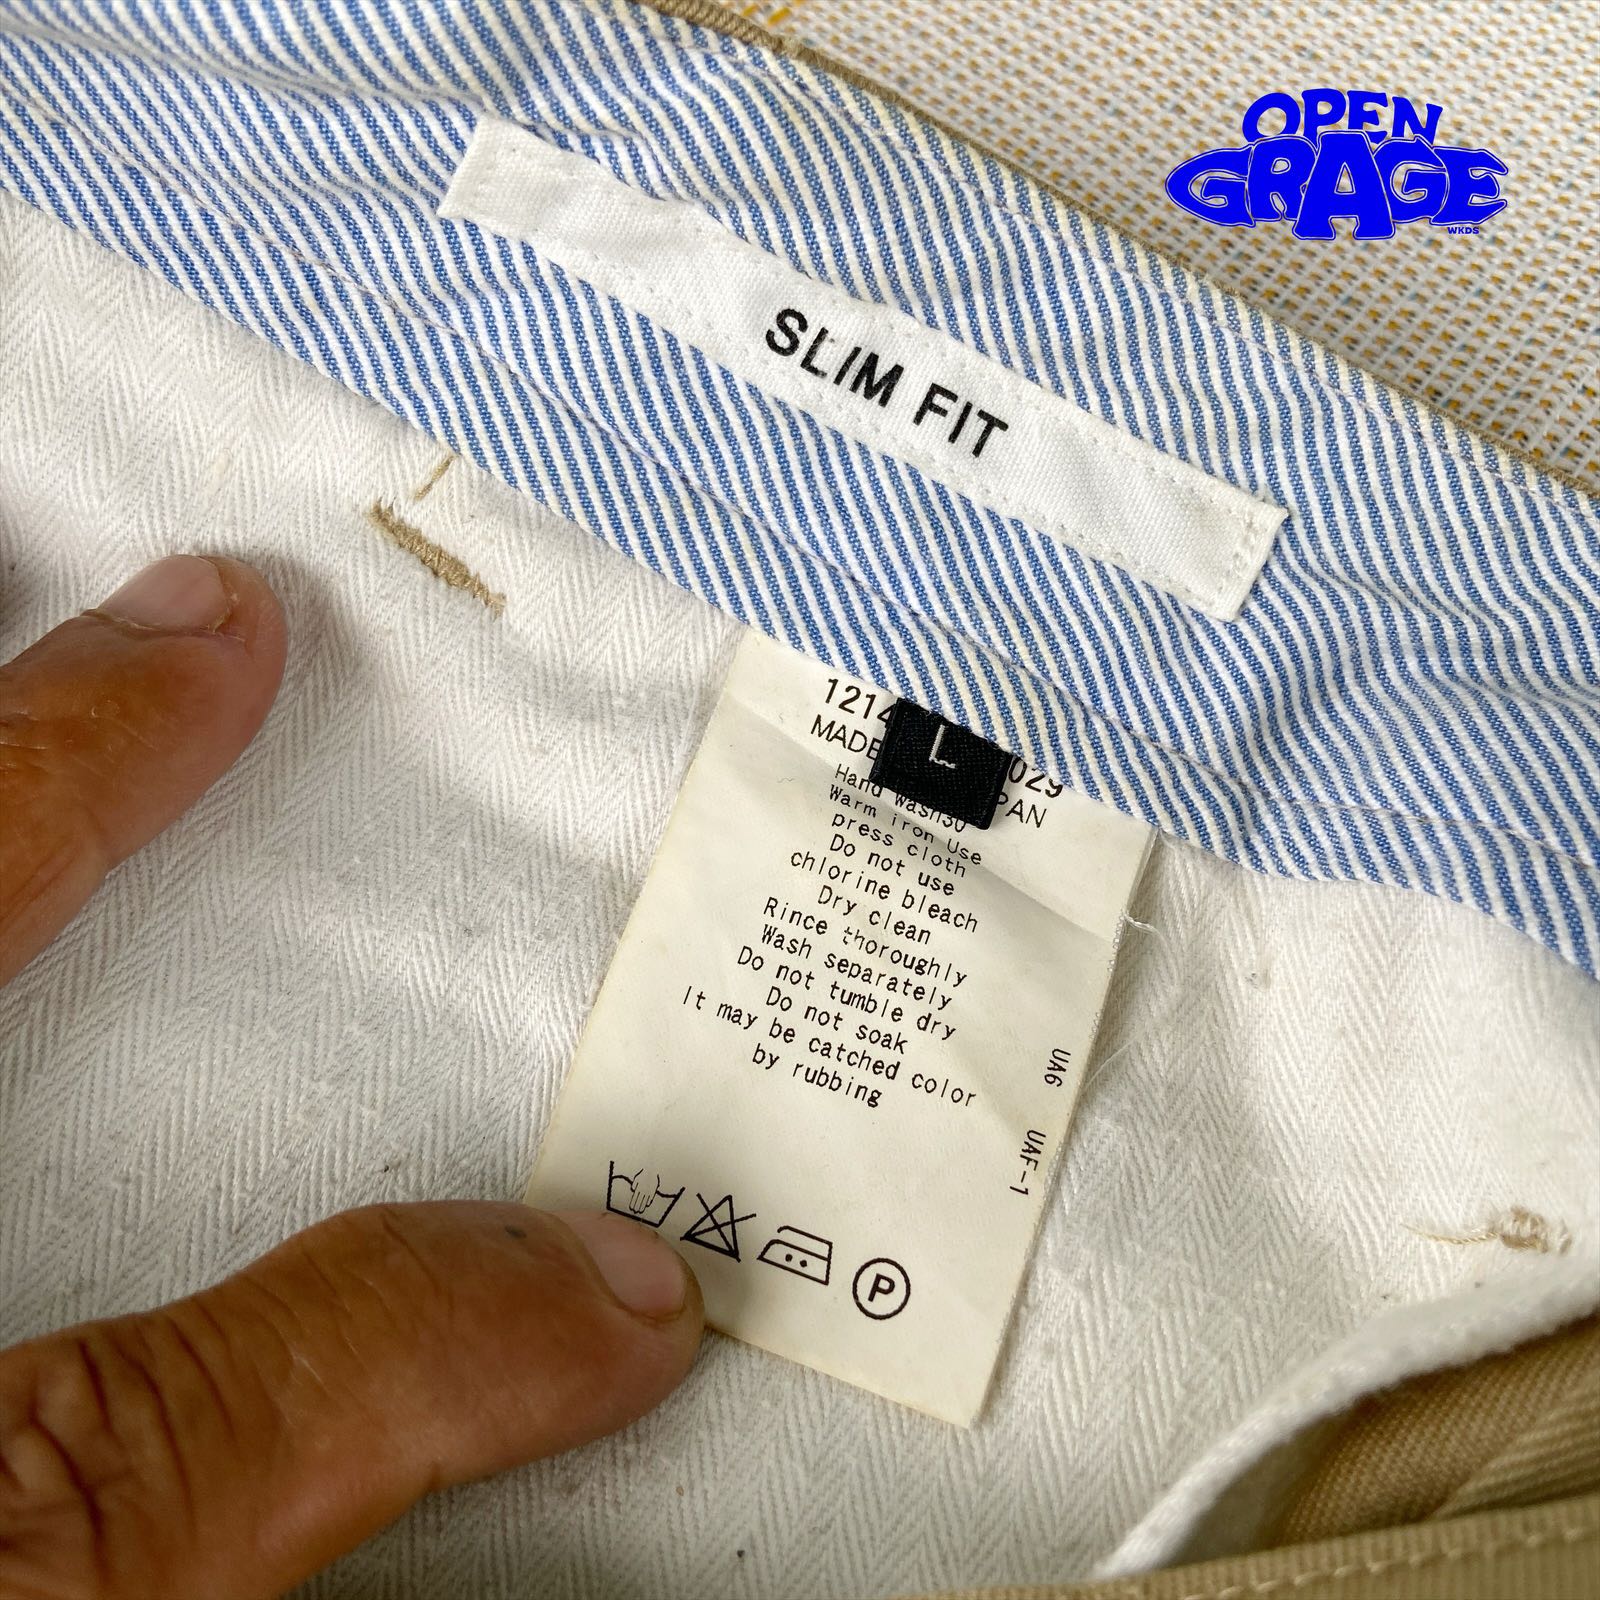 OPEN
GRAGE
WKDS
SLIM FIT
L
Hand Wash30
Warm iron Use
press cloth
Do not use
chlorine bleach
Dry clean
Rince thoroughly
Wash separately
Do not tumble dry
Do not soak
It may be catched color
by rubbing
UA6 UAF-1
P